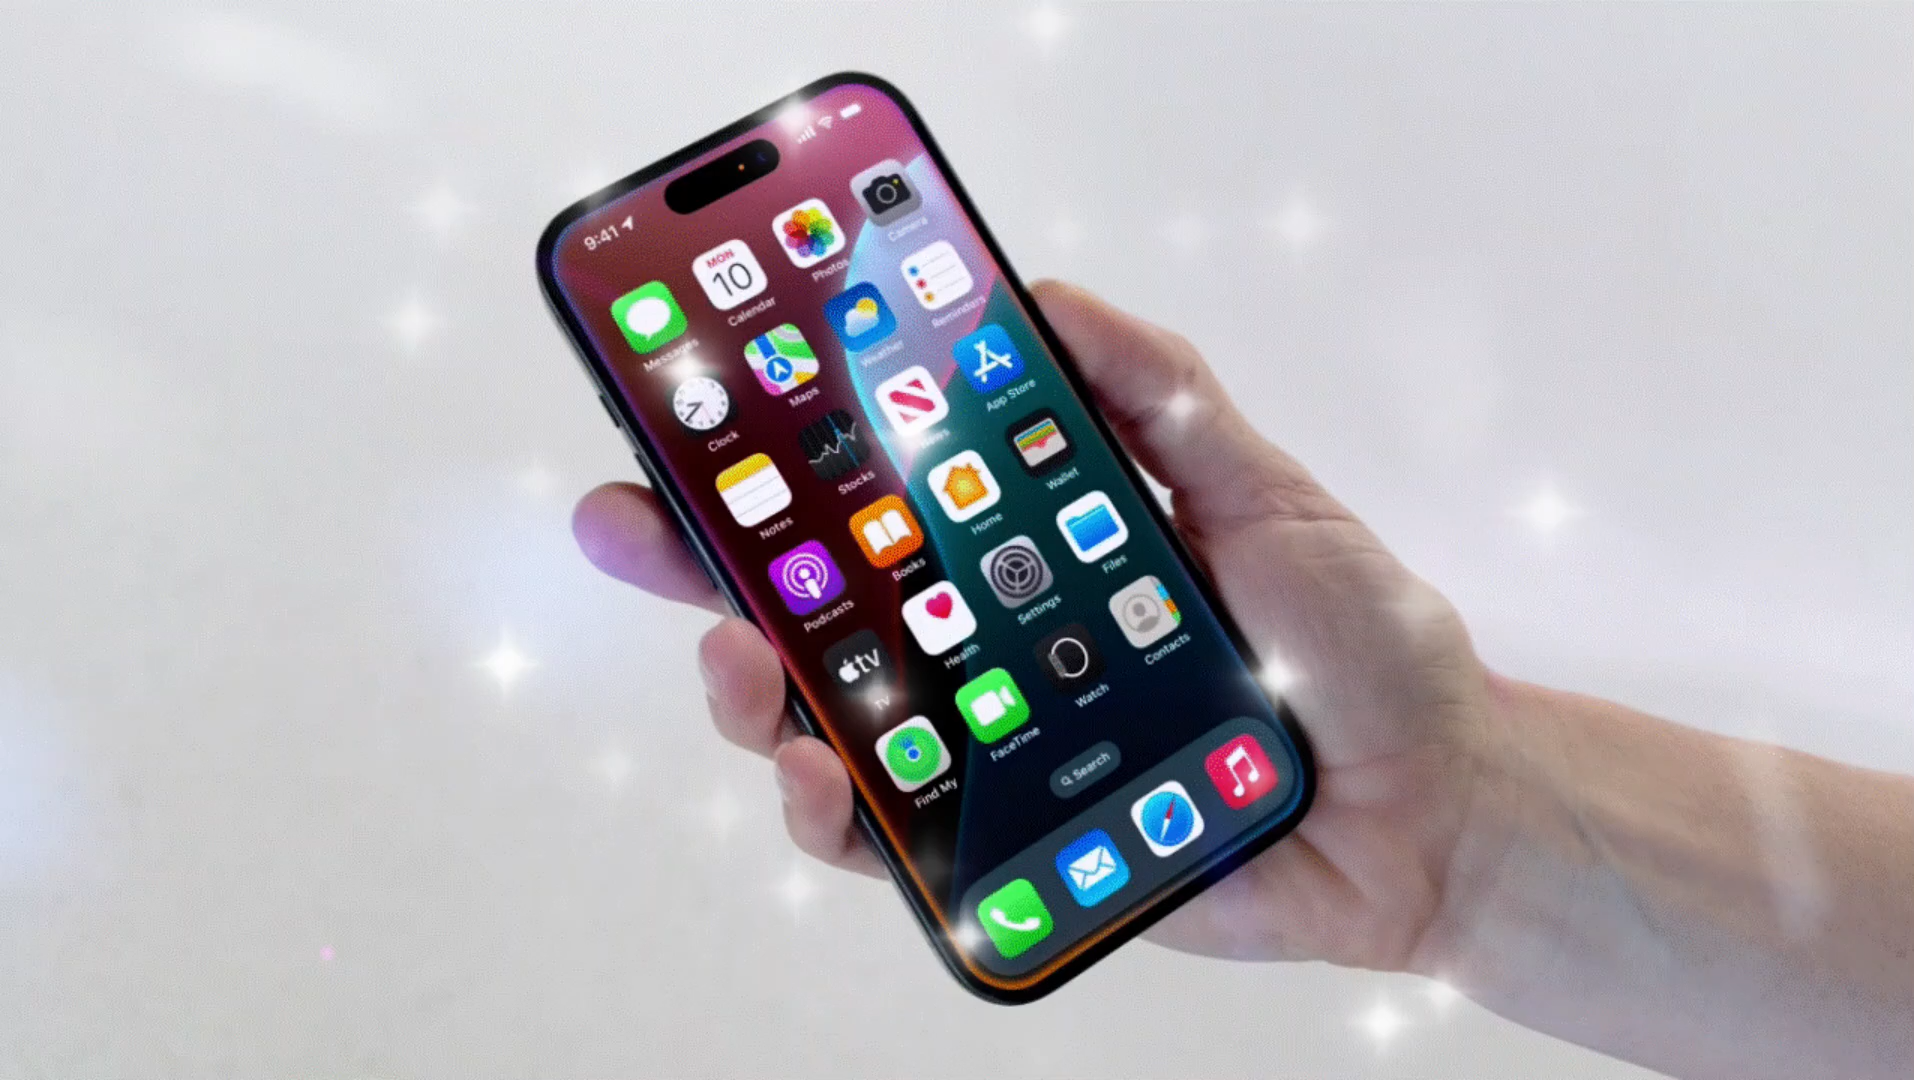 9:41
MON
10
Messages
Calendar
Photos
Camera
Clock
Maps
Weather
Reminders
Notes
Stocks
News
App Store
Podcasts
Books
Home
Wallet
tv
TV
Health
Settings
Files
Find My
FaceTime
Watch
Contacts
Search